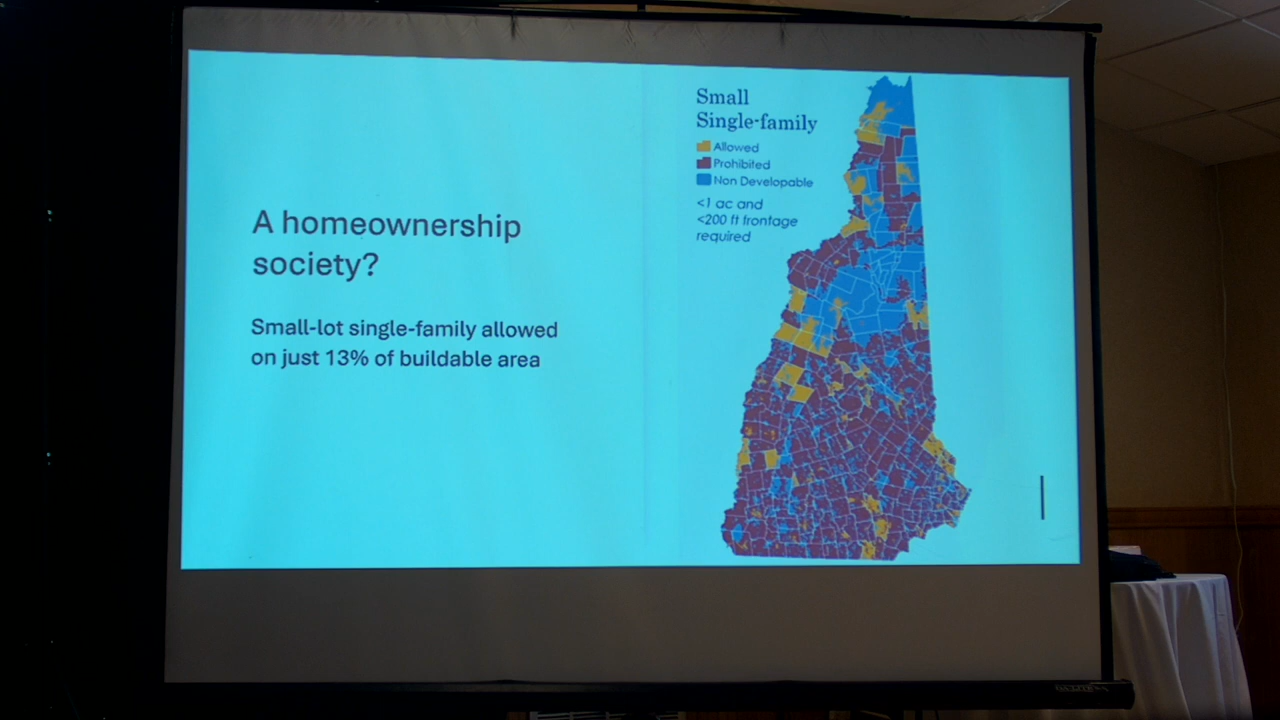 A homeownership
society?
Small-lot single-family allowed
on just 13% of buildable area
Small
Single-family
Allowed
Prohibited
Non Developable
<1 ac and
<200 ft frontage
required